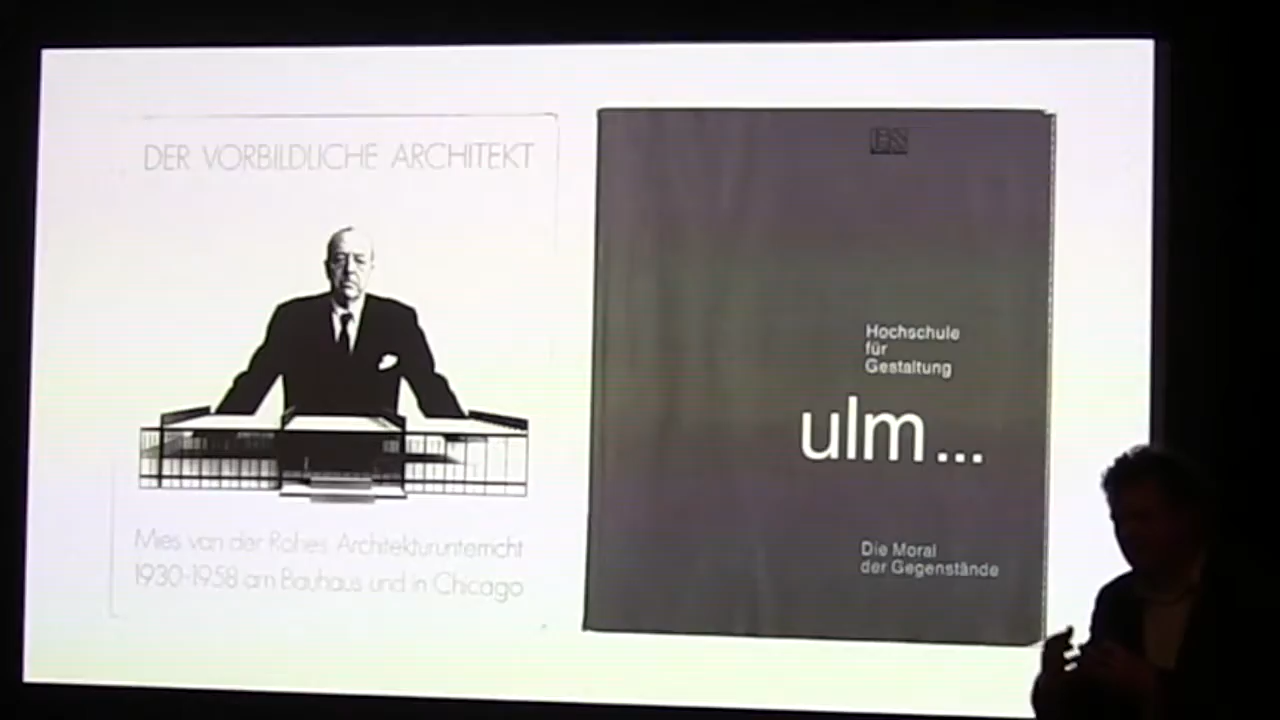 DER VORBILDLICHE ARCHITEKT
Mies van der Rohes Architekturunterricht
1930-1958 am Bauhaus und in Chicago
Hochschule
für
Gestaltung
ulm...
Die Moral
der Gegenstände